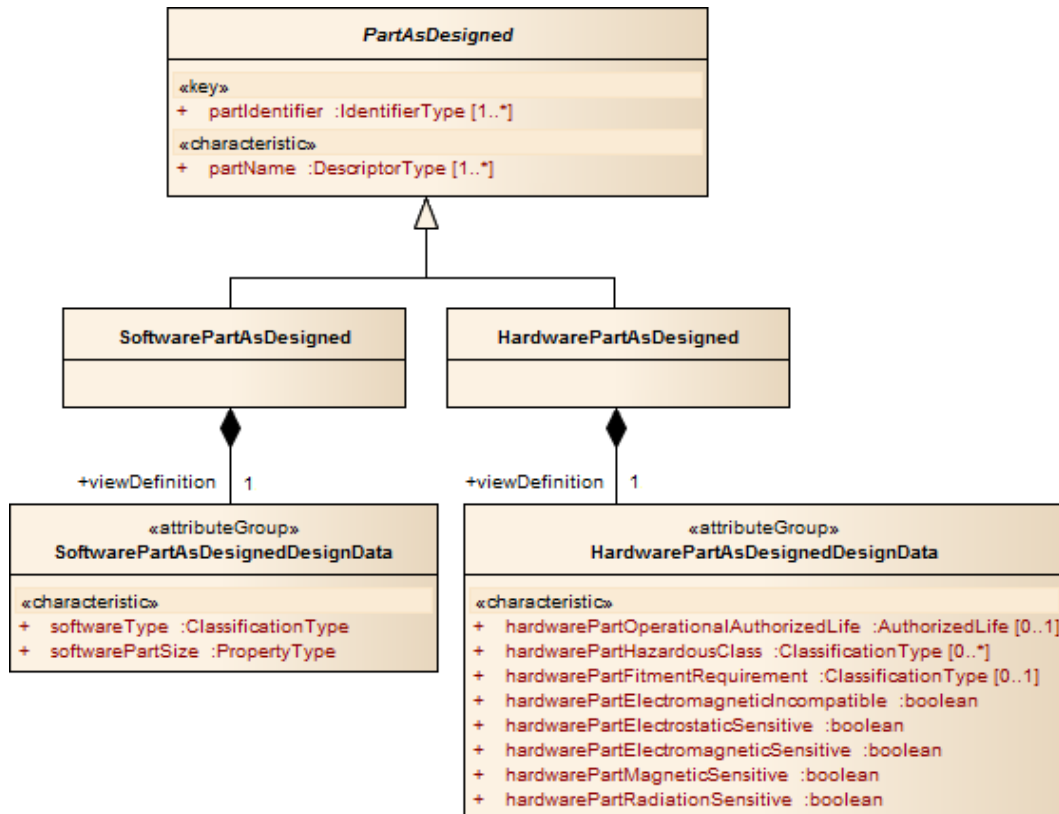 PartAsDesigned
«key»
+ partIdentifier :IdentifierType [1..*]
«characteristic»
+ partName :DescriptorType [1..*]
SoftwarePartAsDesigned
HardwarePartAsDesigned
+viewDefinition 1
+viewDefinition 1
«attributeGroup»
SoftwarePartAsDesignedDesignData
«characteristic»
+ softwareType :ClassificationType
+ softwarePartSize :PropertyType
«attributeGroup»
HardwarePartAsDesignedDesignData
«characteristic»
+ hardwarePartOperationalAuthorizedLife :AuthorizedLife [0..1]
+ hardwarePartHazardousClass :ClassificationType [0..*]
+ hardwarePartFitmentRequirement :ClassificationType [0..1]
+ hardwarePartElectromagneticIncompatible :boolean
+ hardwarePartElectrostaticSensitive :boolean
+ hardwarePartElectromagneticSensitive :boolean
+ hardwarePartMagneticSensitive :boolean
+ hardwarePartRadiationSensitive :boolean